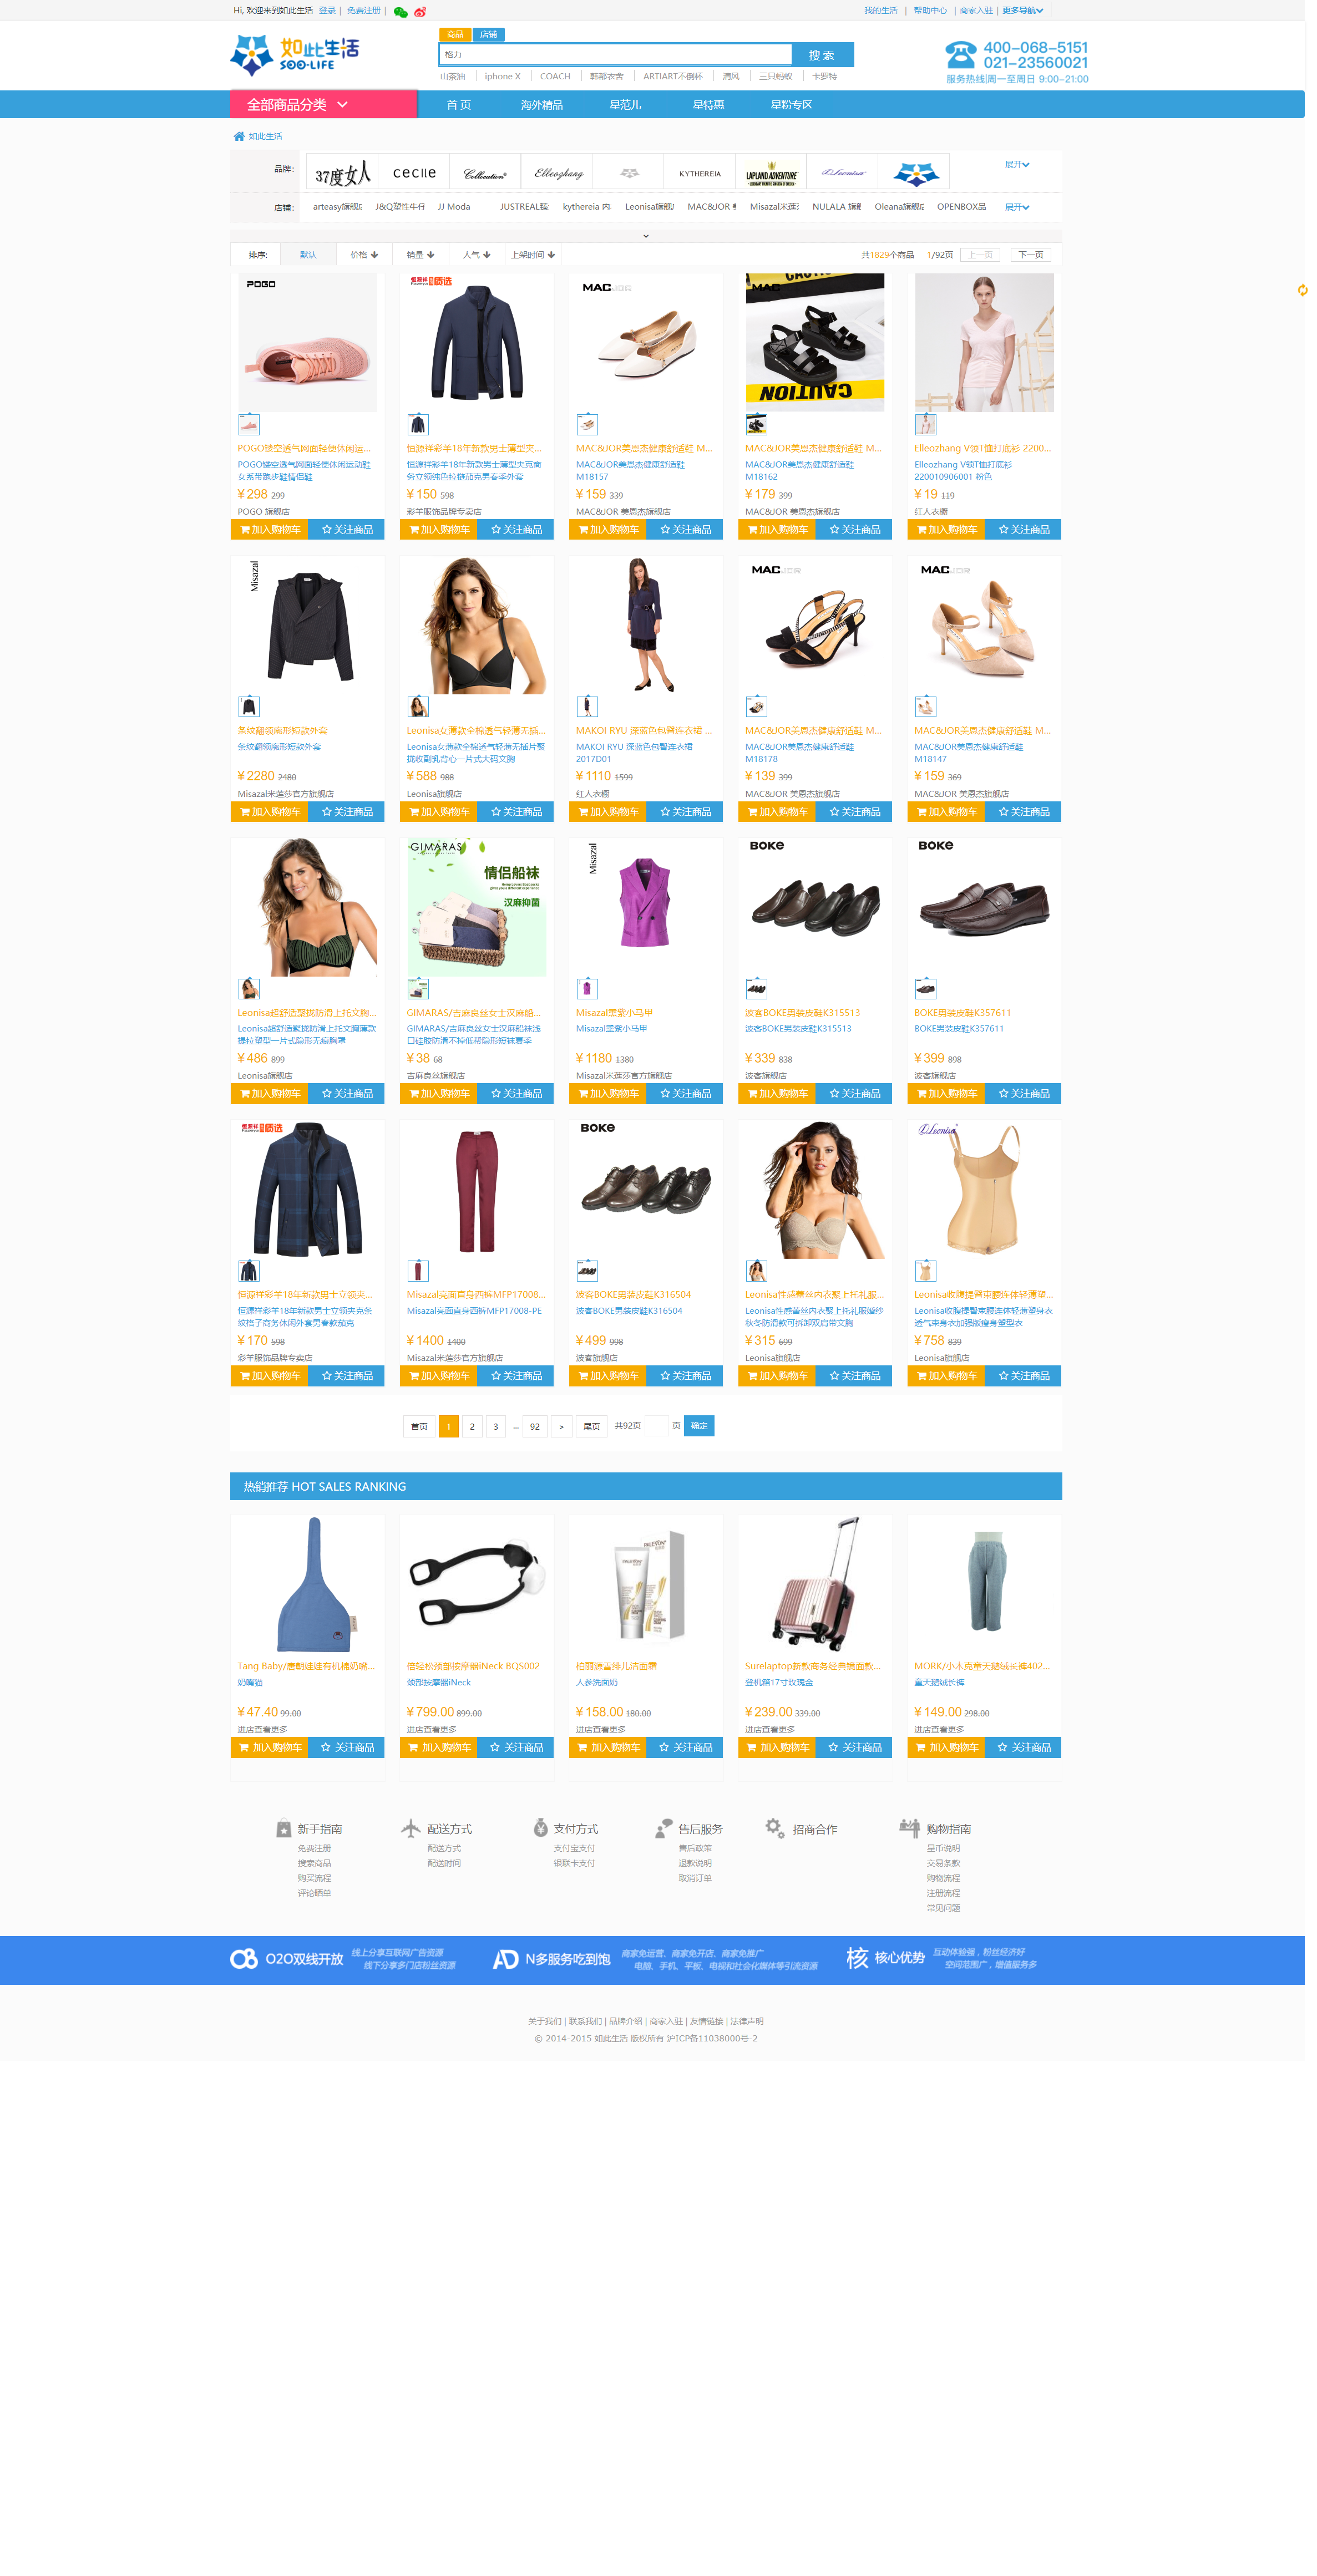 Hi, 欢迎来到如此生活 登录 | 免费注册 |
我的生活 | 帮助中心 | 商家入驻 | 更多导航
如此生活
SOO-LIFE
商品 店铺
格力
搜 索
山茶油 iphone X COACH 韩都衣舍 ARTIART不倒杯 清风 三只蚂蚁 卡罗特
400-068-5151
021-23560021
服务热线|周一至周日 9:00-21:00
全部商品分类 首 页 海外精品 星范儿 星特惠 星粉专区
如此生活
品牌: 37度女人 cecile Collocation Elleozhang KYTHEREIA LAPLAND ADVENTURE Leonisa 展开
店铺: arteasy旗舰 J&Q塑性牛仔 JJ Moda JUSTREAL臻 kythereia 内 Leonisa旗舰 MAC&JOR Misazal米莲 NULALA 旗舰 Oleana旗舰店 OPENBOX品 展开
排序: 默认 价格 销量 人气 上架时间 共1829个商品 1/92页 上一页 下一页
POGO镂空透气网面轻便休闲运...
POGO镂空透气网面轻便休闲运动鞋
女系带跑步鞋情侣鞋
¥298 299
POGO 旗舰店
加入购物车 关注商品
恒源祥彩羊18年新款男士薄型夹...
恒源祥彩羊18年新款男士薄型夹克商
务立领纯色拉链茄克男春季外套
¥150 598
彩羊服饰品牌专卖店
加入购物车 关注商品
MAC&JOR美恩杰健康舒适鞋 M...
MAC&JOR美恩杰健康舒适鞋
M18157
¥159 339
MAC&JOR 美恩杰旗舰店
加入购物车 关注商品
MAC&JOR美恩杰健康舒适鞋 M...
MAC&JOR美恩杰健康舒适鞋
M18162
¥179 399
MAC&JOR 美恩杰旗舰店
加入购物车 关注商品
Elleozhang V领T恤打底衫 2200...
Elleozhang V领T恤打底衫
220010906001 粉色
¥19 119
红人衣橱
加入购物车 关注商品
条纹翻领廓形短款外套
条纹翻领廓形短款外套
¥2280 2480
Misazal米莲莎官方旗舰店
加入购物车 关注商品
Leonisa女薄款全棉透气轻薄无插...
Leonisa女薄款全棉透气轻薄无插片聚
拢收副乳背心一片式大码文胸
¥588 988
Leonisa旗舰店
加入购物车 关注商品
MAKOI RYU 深蓝色包臀连衣裙 ...
MAKOI RYU 深蓝色包臀连衣裙
2017D01
¥1110 1599
红人衣橱
加入购物车 关注商品
MAC&JOR美恩杰健康舒适鞋 M...
MAC&JOR美恩杰健康舒适鞋
M18178
¥139 399
MAC&JOR 美恩杰旗舰店
加入购物车 关注商品
MAC&JOR美恩杰健康舒适鞋 M...
MAC&JOR美恩杰健康舒适鞋
M18147
¥159 369
MAC&JOR 美恩杰旗舰店
加入购物车 关注商品
Leonisa超舒适聚拢防滑上托文胸...
Leonisa超舒适聚拢防滑上托文胸薄款
提拉塑型一片式隐形无痕胸罩
¥486 899
Leonisa旗舰店
加入购物车 关注商品
GIMARAS
情侣船袜
汉麻抑菌
GIMARAS/吉麻良丝女士汉麻船...
GIMARAS/吉麻良丝女士汉麻船袜浅
口硅胶防滑不掉低帮隐形短袜夏季
¥38 68
吉麻良丝旗舰店
加入购物车 关注商品
Misazal堇紫小马甲
Misazal堇紫小马甲
¥1180 1380
Misazal米莲莎官方旗舰店
加入购物车 关注商品
波客BOKE男装皮鞋K315513
波客BOKE男装皮鞋K315513
¥339 838
波客旗舰店
加入购物车 关注商品
BOKE男装皮鞋K357611
BOKE男装皮鞋K357611
¥399 898
波客旗舰店
加入购物车 关注商品
恒源祥彩羊18年新款男士立领夹...
恒源祥彩羊18年新款男士立领夹克条
纹格子商务休闲外套男春款茄克
¥170 598
彩羊服饰品牌专卖店
加入购物车 关注商品
Misazal亮面直身西裤MFP17008...
Misazal亮面直身西裤MFP17008-PE
¥1400 1400
Misazal米莲莎官方旗舰店
加入购物车 关注商品
波客BOKE男装皮鞋K316504
波客BOKE男装皮鞋K316504
¥499 998
波客旗舰店
加入购物车 关注商品
Leonisa性感蕾丝内衣聚上托礼服...
Leonisa性感蕾丝内衣聚上托礼服婚纱
秋冬防滑款可拆卸双肩带文胸
¥315 699
Leonisa旗舰店
加入购物车 关注商品
Leonisa收腹提臀束腰连体轻薄塑...
Leonisa收腹提臀束腰连体轻薄塑身衣
透气束身衣加强版瘦身塑型衣
¥758 839
Leonisa旗舰店
加入购物车 关注商品
首页 1 2 3 ... 92 > 尾页 共92页 页 确定
热销推荐 HOT SALES RANKING
Tang Baby/唐朝娃娃有机棉奶嘴...
奶嘴猫
¥47.40 99.00
进店查看更多
加入购物车 关注商品
倍轻松颈部按摩器iNeck BQS002
颈部按摩器iNeck
¥799.00 899.00
进店查看更多
加入购物车 关注商品
柏丽源雪绰儿洁面霜
人参洗面奶
¥158.00 180.00
进店查看更多
加入购物车 关注商品
Surelaptop新款商务经典镜面款...
登机箱17寸玫瑰金
¥239.00 339.00
进店查看更多
加入购物车 关注商品
MORK/小木克童天鹅绒长裤402...
童天鹅绒长裤
¥149.00 298.00
进店查看更多
加入购物车 关注商品
新手指南
免费注册
搜索商品
购买流程
评论晒单
配送方式
配送方式
配送时间
支付方式
支付宝支付
银联卡支付
售后服务
售后政策
退款说明
取消订单
招商合作
购物指南
星币说明
交易条款
购物流程
注册流程
常见问题
O2O双线开放 线上分享互联网广告资源
线下分享多门店粉丝资源
N多服务吃到饱 商家免运营、商家免开店、商家免推广
电脑、手机、平板、电视和社会化媒体等引流资源
核 核心优势 互动体验强，粉丝经济好
空间范围广，增值服务多
关于我们 | 联系我们 | 品牌介绍 | 商家入驻 | 友情链接 | 法律声明
© 2014-2015 如此生活 版权所有 沪ICP备11038000号-2